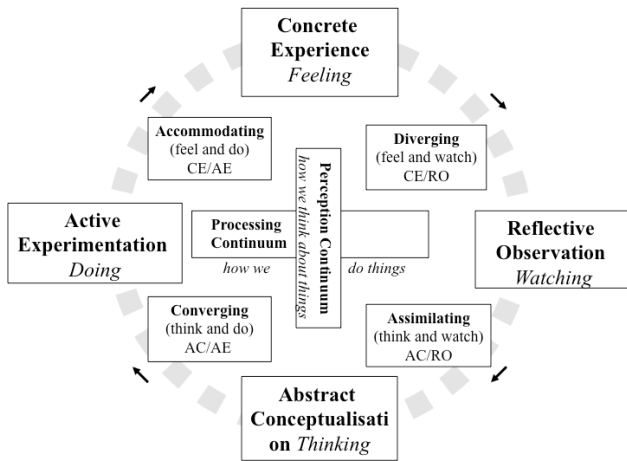 Concrete
Experience
Feeling
Accommodating
(feel and do)
CE/AE
Diverging
(feel and watch)
CE/RO
Perception Continuum
how we think about things
Active
Experimentation
Doing
Processing
Continuum
how we
do things
Reflective
Observation
Watching
Converging
(think and do)
AC/AE
Assimilating
(think and watch)
AC/RO
Abstract
Conceptualisati
on Thinking